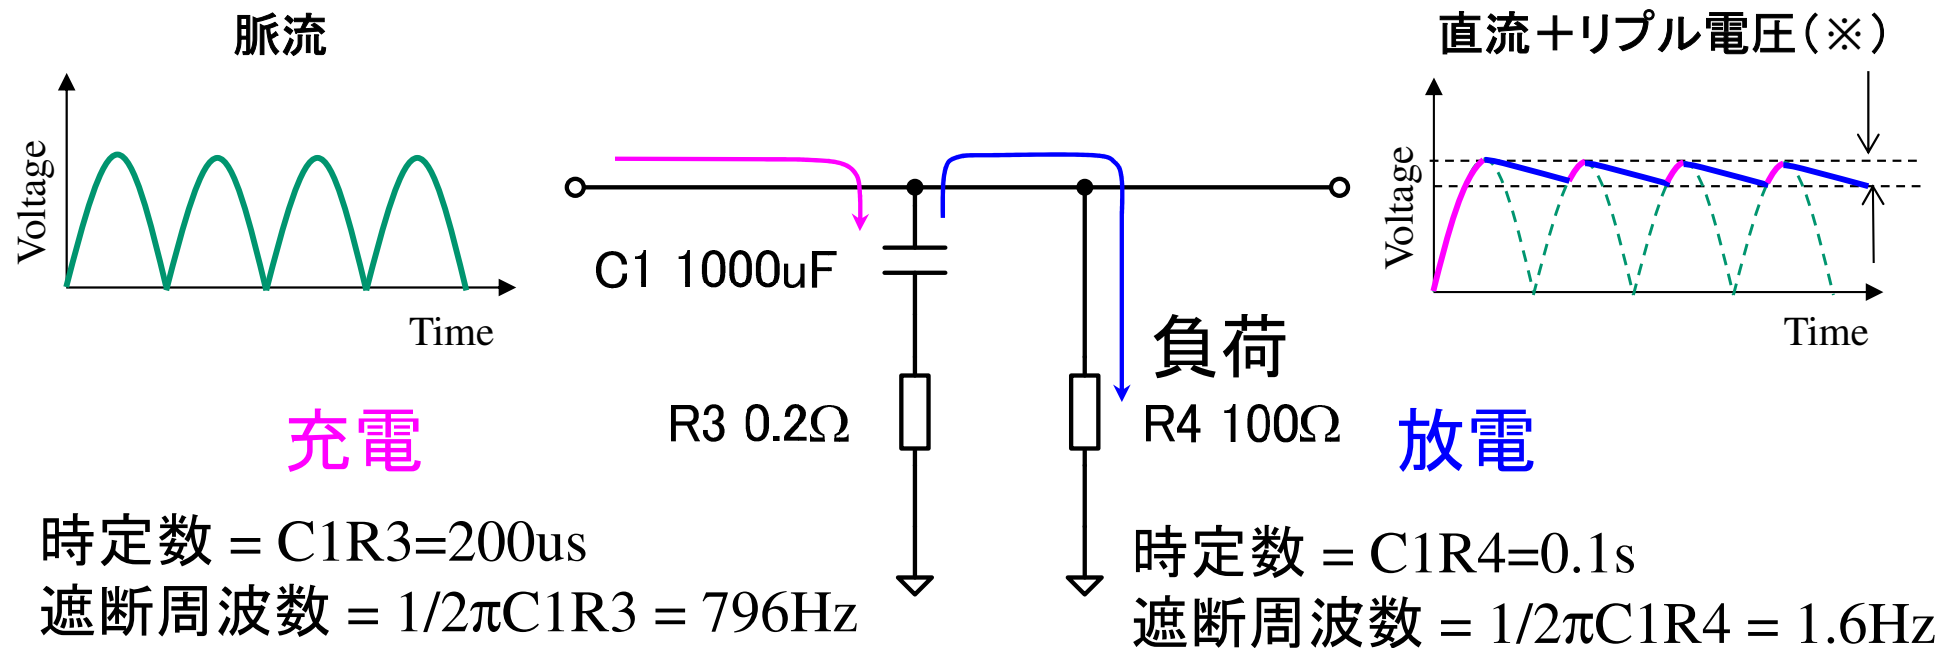 脈流
Voltage
Time
直流＋リプル電圧（※）
Voltage
Time
C1 1000uF
R3 0.2Ω
負荷
R4 100Ω
充電
時定数 = C1R3=200us
遮断周波数 = 1/2πC1R3 = 796Hz
放電
時定数 = C1R4=0.1s
遮断周波数 = 1/2πC1R4 = 1.6Hz